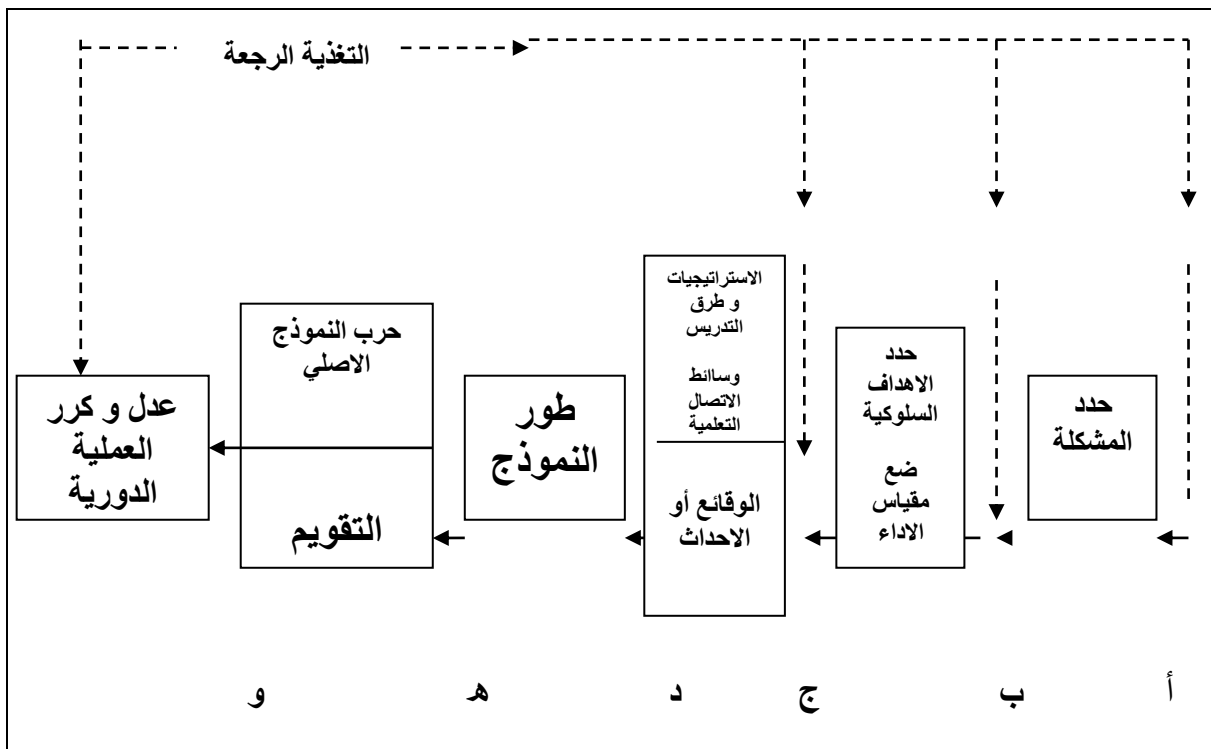 التغذية الرجعة
حدد
المشكلة
حدد
الاهداف
السلوكية
ضع
مقياس
الاداء
الاستراتيجيات
و طرق
التدريس
وسائط
الاتصال
التعلمية
الوقائع أو
الاحداث
طور
النموذج
حرب النموذج
الاصلي
التقويم
عدل و كرر
العملية
الدورية
أ ب ج د ه و